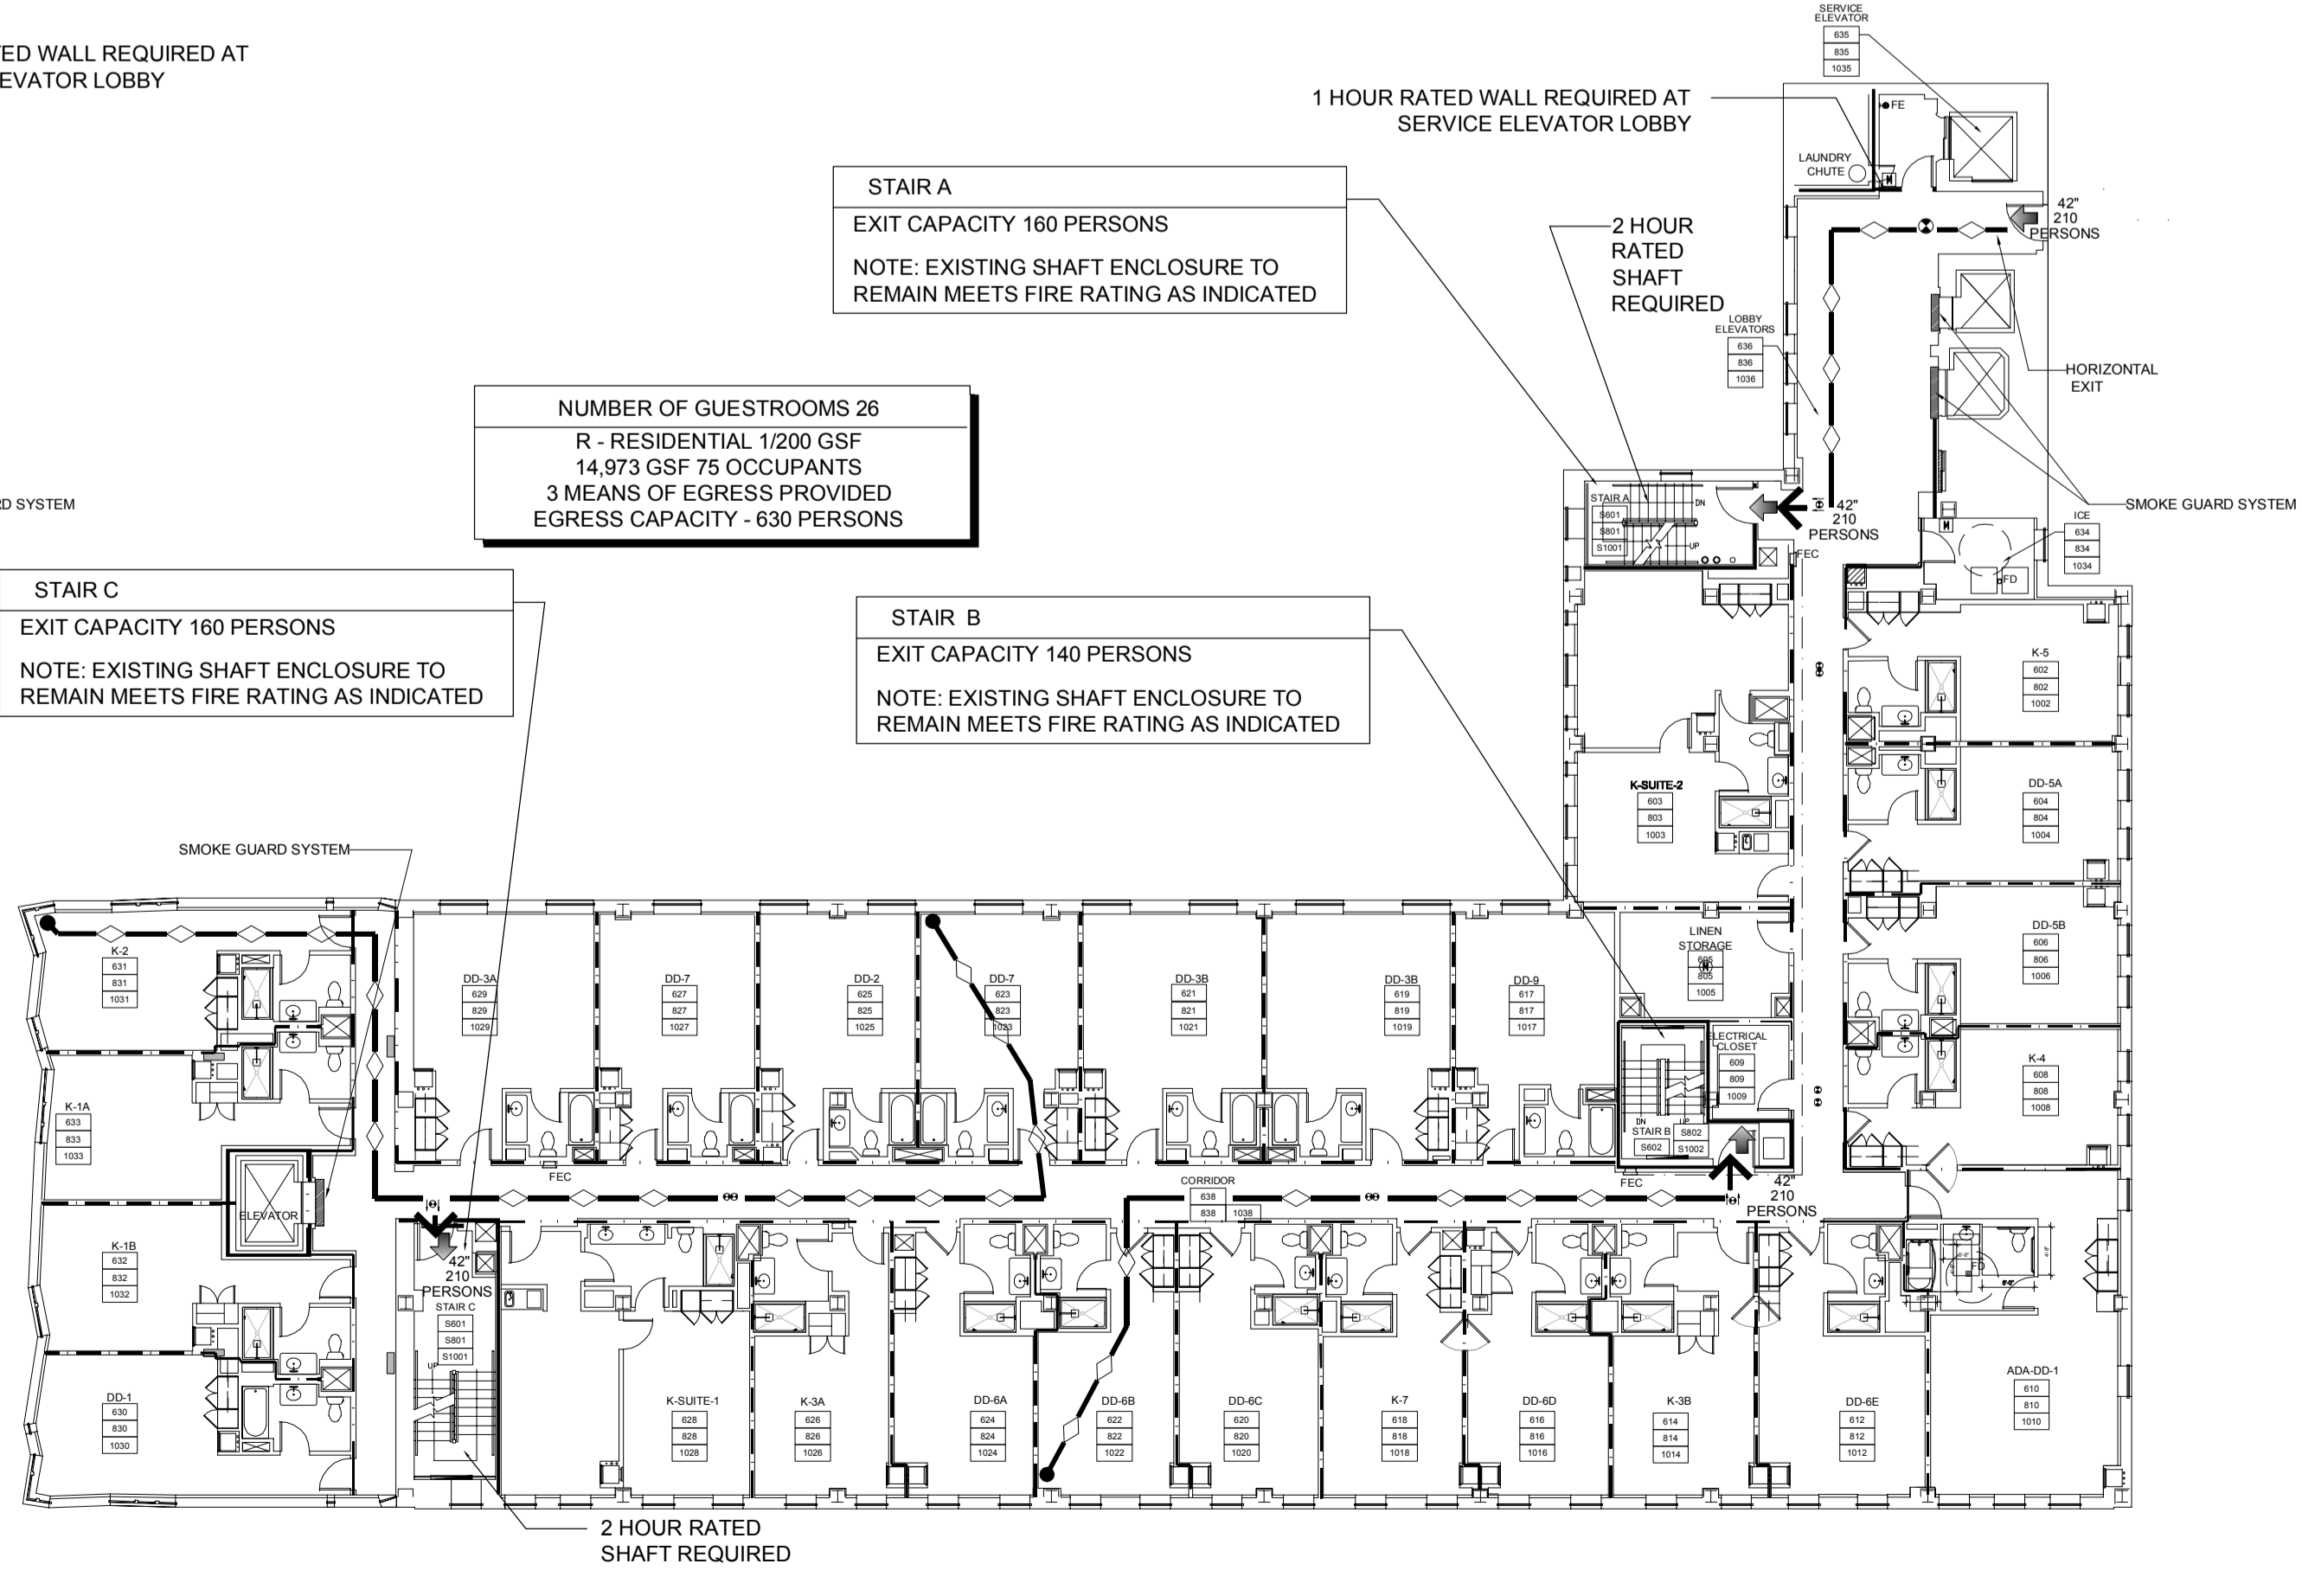 SERVICE
ELEVATOR
635
835
1035
TED WALL REQUIRED AT
EVATOR LOBBY
1 HOUR RATED WALL REQUIRED AT
SERVICE ELEVATOR LOBBY
FE
LAUNDRY
CHUTE
42"
210
PERSONS
STAIR A
EXIT CAPACITY 160 PERSONS
NOTE: EXISTING SHAFT ENCLOSURE TO
REMAIN MEETS FIRE RATING AS INDICATED
2 HOUR
RATED
SHAFT
REQUIRED
LOBBY
ELEVATORS
636
836
1036
HORIZONTAL
EXIT
NUMBER OF GUESTROOMS 26
R - RESIDENTIAL 1/200 GSF
14,973 GSF 75 OCCUPANTS
3 MEANS OF EGRESS PROVIDED
EGRESS CAPACITY - 630 PERSONS
RD SYSTEM
SMOKE GUARD SYSTEM
STAIR A
S601
S801
S1001
DN
UP
42"
210
PERSONS
FEC
ICE
634
834
1034
FD
STAIR C
EXIT CAPACITY 160 PERSONS
NOTE: EXISTING SHAFT ENCLOSURE TO
REMAIN MEETS FIRE RATING AS INDICATED
STAIR B
EXIT CAPACITY 140 PERSONS
NOTE: EXISTING SHAFT ENCLOSURE TO
REMAIN MEETS FIRE RATING AS INDICATED
K-5
602
802
1002
K-SUITE-2
603
803
1003
DD-5A
604
804
1004
SMOKE GUARD SYSTEM
K-2
631
831
1031
DD-3A
629
829
1029
DD-7
627
827
1027
DD-2
625
825
1025
DD-7
623
823
1023
DD-3B
621
821
1021
DD-3B
619
819
1019
DD-9
617
817
1017
LINEN
STORAGE
605
805
1005
DD-5B
606
806
1006
ELECTRICAL
CLOSET
609
809
1009
K-4
608
808
1008
K-1A
633
833
1033
DN
UP
STAIR B
S602
S802
S1002
FEC
FEC
CORRIDOR
638
838
1038
42"
210
PERSONS
ELEVATOR
K-1B
632
832
1032
42"
210
PERSONS
STAIR C
S601
S801
S1001
UP
FD
DD-1
630
830
1030
K-SUITE-1
628
828
1028
K-3A
626
826
1026
DD-6A
624
824
1024
DD-6B
622
822
1022
DD-6C
620
820
1020
K-7
618
818
1018
DD-6D
616
816
1016
K-3B
614
814
1014
DD-6E
612
812
1012
ADA-DD-1
610
810
1010
2 HOUR RATED
SHAFT REQUIRED